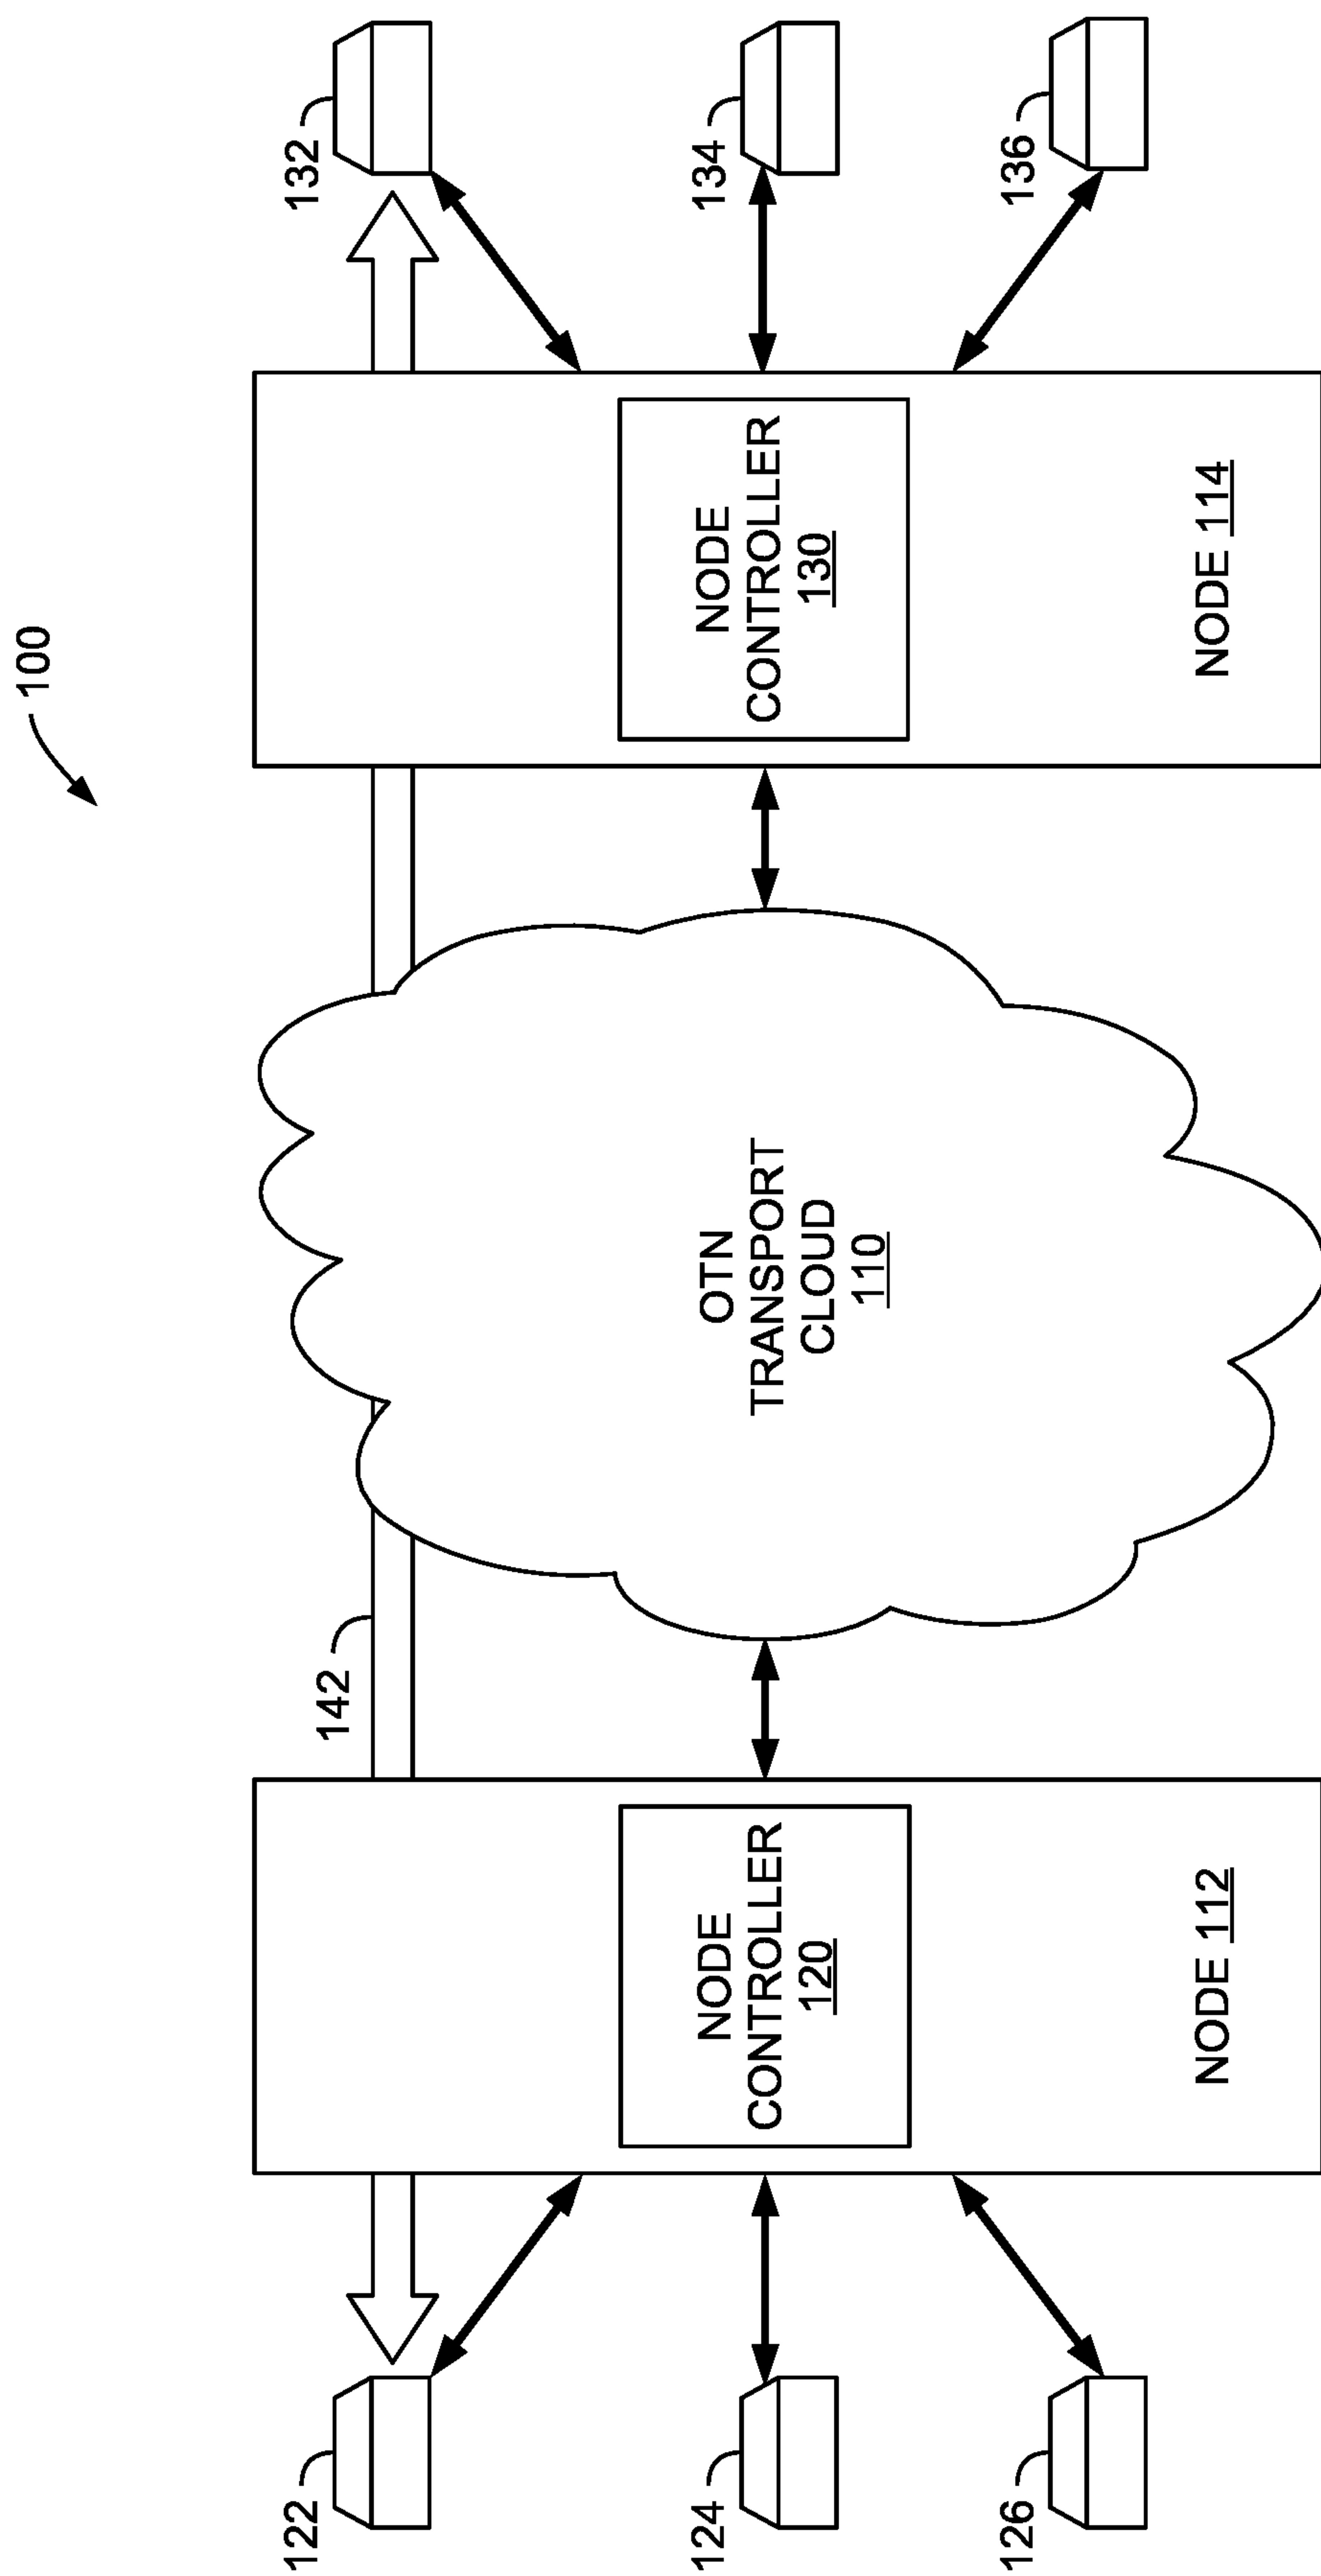 100
122
124
126
132
134
136
142
NODE
CONTROLLER
120
NODE 112
OTN
TRANSPORT
CLOUD
110
NODE
CONTROLLER
130
NODE 114